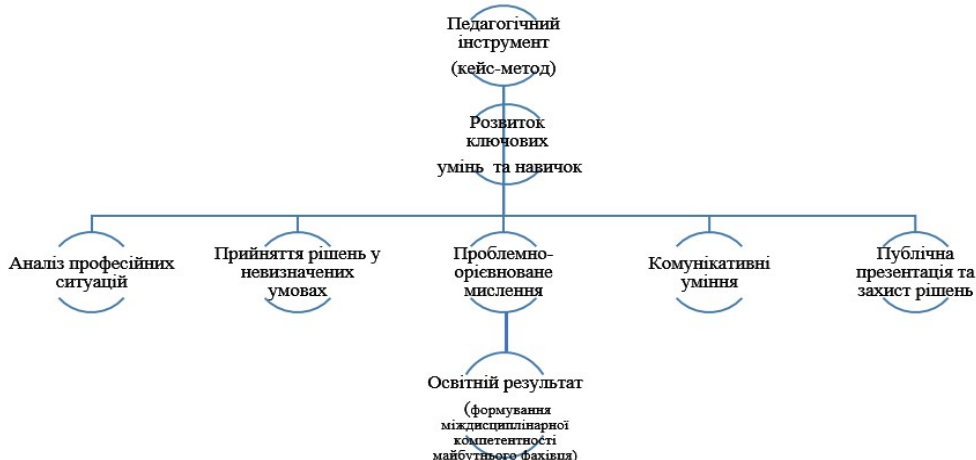 Педагогічний
інструмент
(кейс-метод)
Розвиток
ключових
умінь та навичок
Аналіз професійних
ситуацій
Прийняття рішень у
невизначених
умовах
Проблемно-
орієвноване
мислення
Комунікативні
уміння
Публічна
презентація та
захист рішень
Освітній результат
(формування
міждисциплінарної
компетентності
майбутнього фахівця)